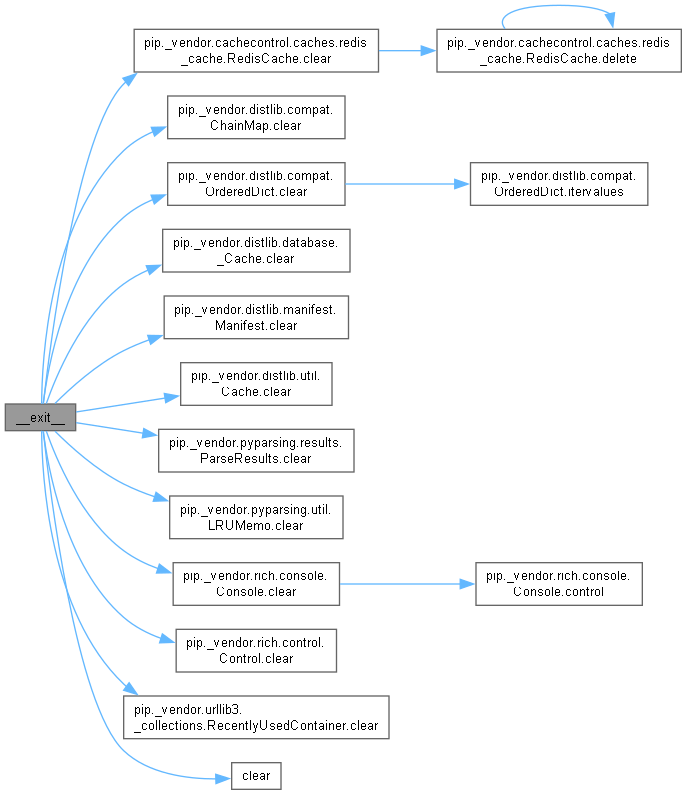 pip._vendor.cachecontrol.caches.redis
_cache.RedisCache.clear
pip._vendor.cachecontrol.caches.redis
_cache.RedisCache.delete
pip._vendor.distlib.compat.
ChainMap.clear
pip._vendor.distlib.compat.
OrderedDict.clear
pip._vendor.distlib.compat.
OrderedDict.itervalues
pip._vendor.distlib.database.
_Cache.clear
pip._vendor.distlib.manifest.
Manifest.clear
pip._vendor.distlib.util.
Cache.clear
__exit__
pip._vendor.pyparsing.results.
ParseResults.clear
pip._vendor.pyparsing.util.
LRUMemo.clear
pip._vendor.rich.console.
Console.clear
pip._vendor.rich.console.
Console.control
pip._vendor.rich.control.
Control.clear
pip._vendor.urllib3.
_collections.RecentlyUsedContainer.clear
clear